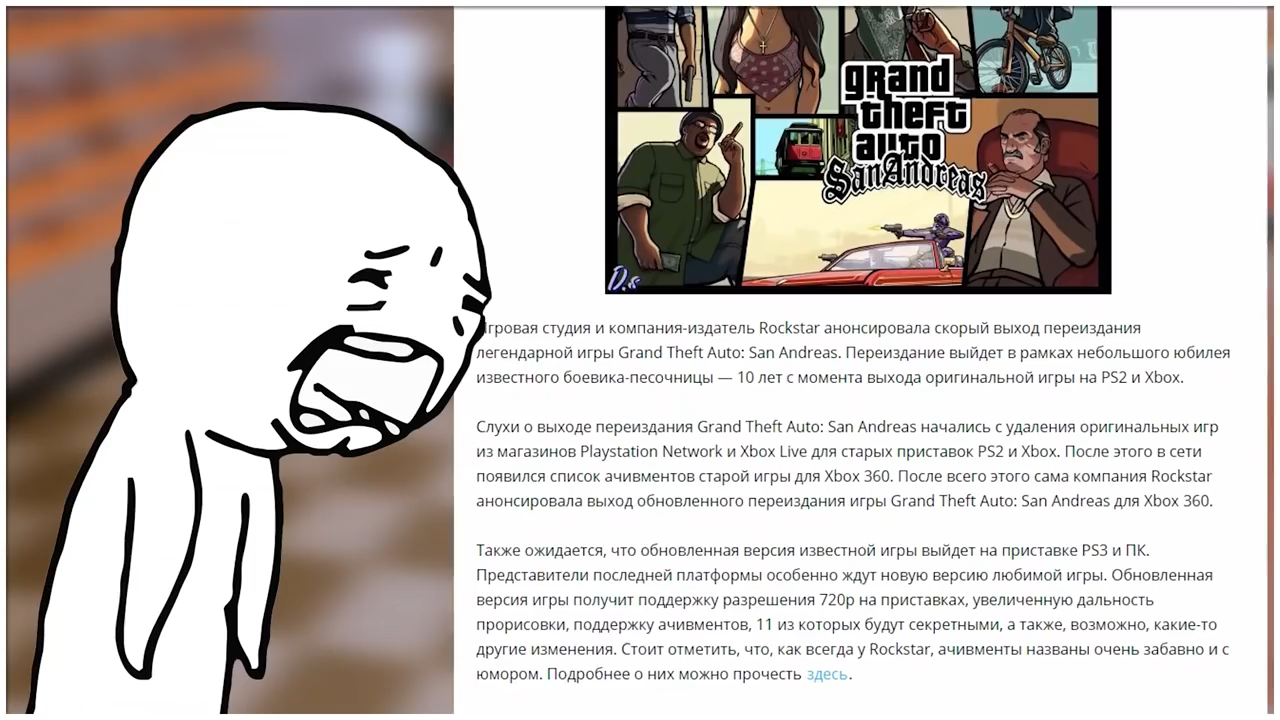 grand
theft
auto
San Andreas
D.s
Игровая студия и компания-издатель Rockstar анонсировала скорый выход переиздания
легендарной игры Grand Theft Auto: San Andreas. Переиздание выйдет в рамках небольшого юбилея
известного боевика-песочницы — 10 лет с момента выхода оригинальной игры на PS2 и Xbox.
Слухи о выходе переиздания Grand Theft Auto: San Andreas начались с удаления оригинальных игр
из магазинов Playstation Network и Xbox Live для старых приставок PS2 и Xbox. После этого в сети
появился список ачивментов старой игры для Xbox 360. После всего этого сама компания Rockstar
анонсировала выход обновленного переиздания игры Grand Theft Auto: San Andreas для Xbox 360.
Также ожидается, что обновленная версия известной игры выйдет на приставке PS3 и ПК.
Представители последней платформы особенно ждут новую версию любимой игры. Обновленная
версия игры получит поддержку разрешения 720p на приставках, увеличенную дальность
прорисовки, поддержку ачивментов, 11 из которых будут секретными, а также, возможно, какие-то
другие изменения. Стоит отметить, что, как всегда у Rockstar, ачивменты названы очень забавно и с
юмором. Подробнее о них можно прочесть здесь.